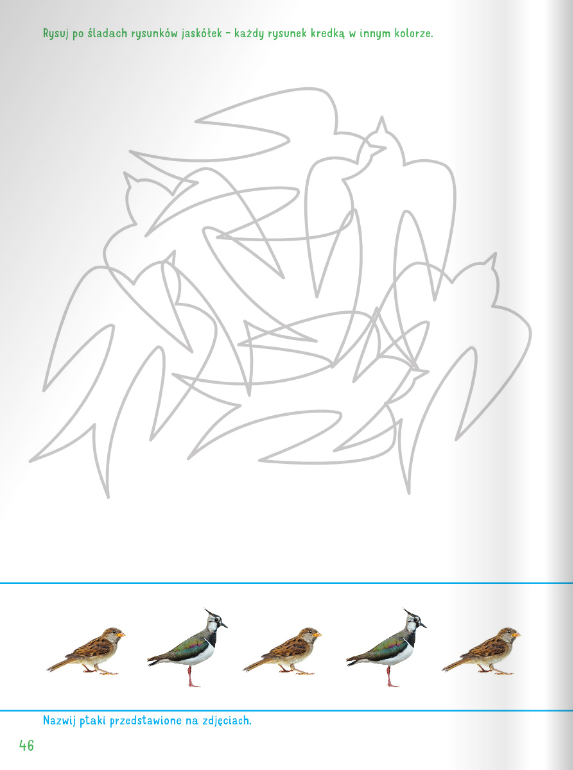 Rysuj po śladach rysunków jaskółek – każdy rysunek kredką w innym kolorze.
Nazwij ptaki przedstawione na zdjęciach.
46